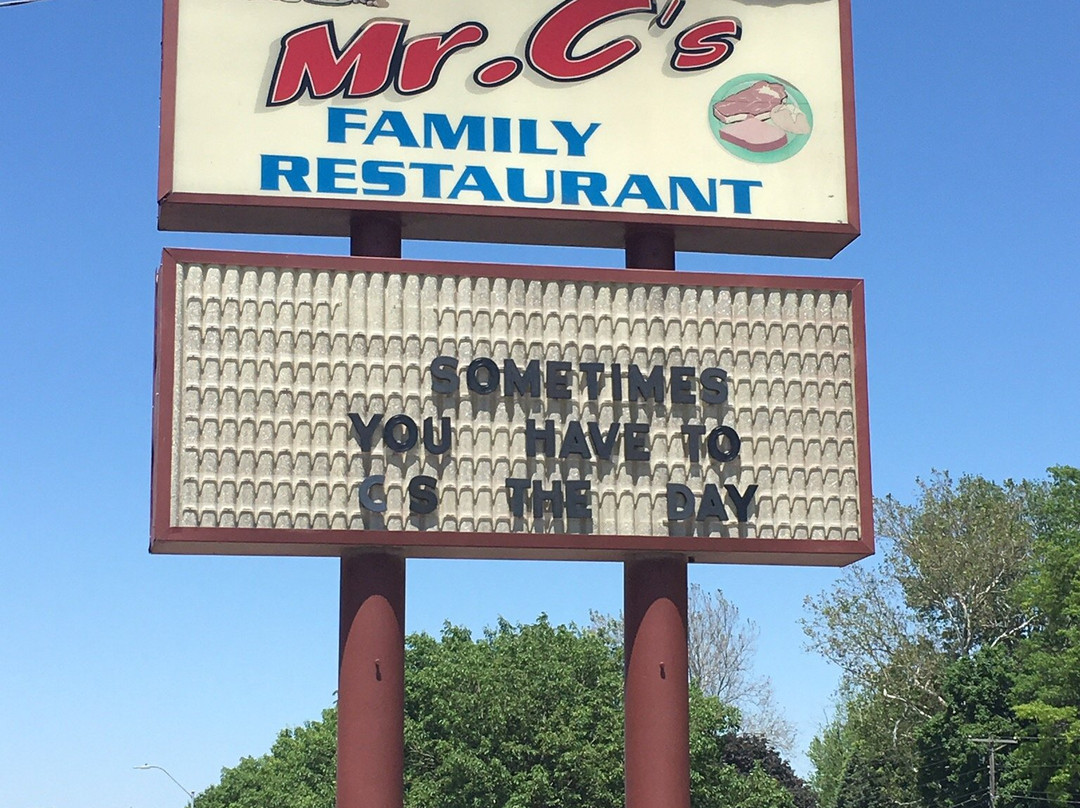 Mr. C's
FAMILY
RESTAURANT
SOMETIMES
YOU HAVE TO
C S THE DAY